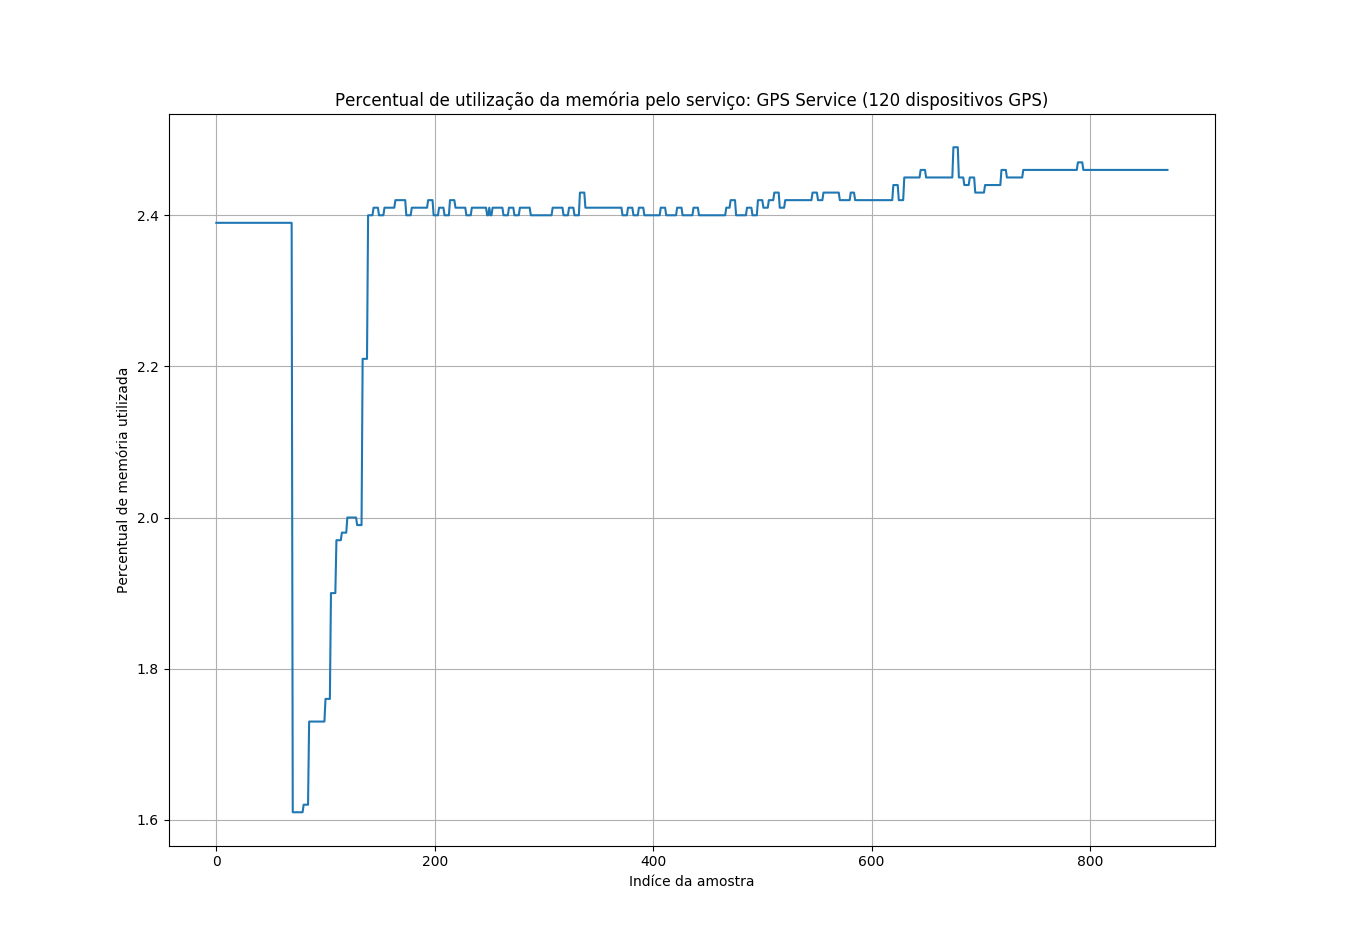 Percentual de utilização da memória pelo serviço: GPS Service (120 dispositivos GPS)
Percentual de memória utilizada
2.4
2.2
2.0
1.8
1.6
0 200 400 600 800
Indíce da amostra